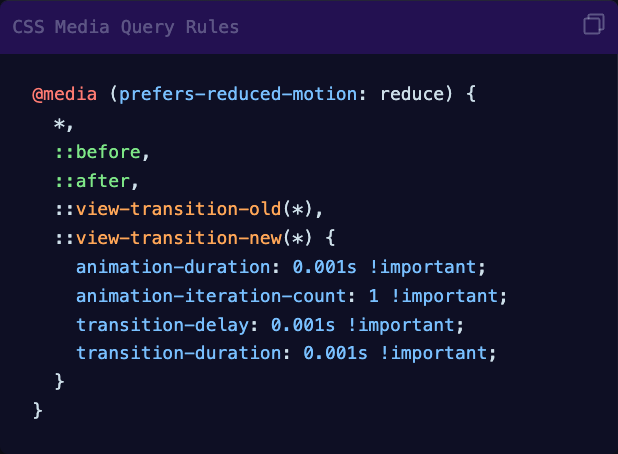 CSS Media Query Rules
@media (prefers-reduced-motion: reduce) {
*,
::before,
::after,
::view-transition-old(*),
::view-transition-new(*) {
animation-duration: 0.001s !important;
animation-iteration-count: 1 !important;
transition-delay: 0.001s !important;
transition-duration: 0.001s !important;
}
}